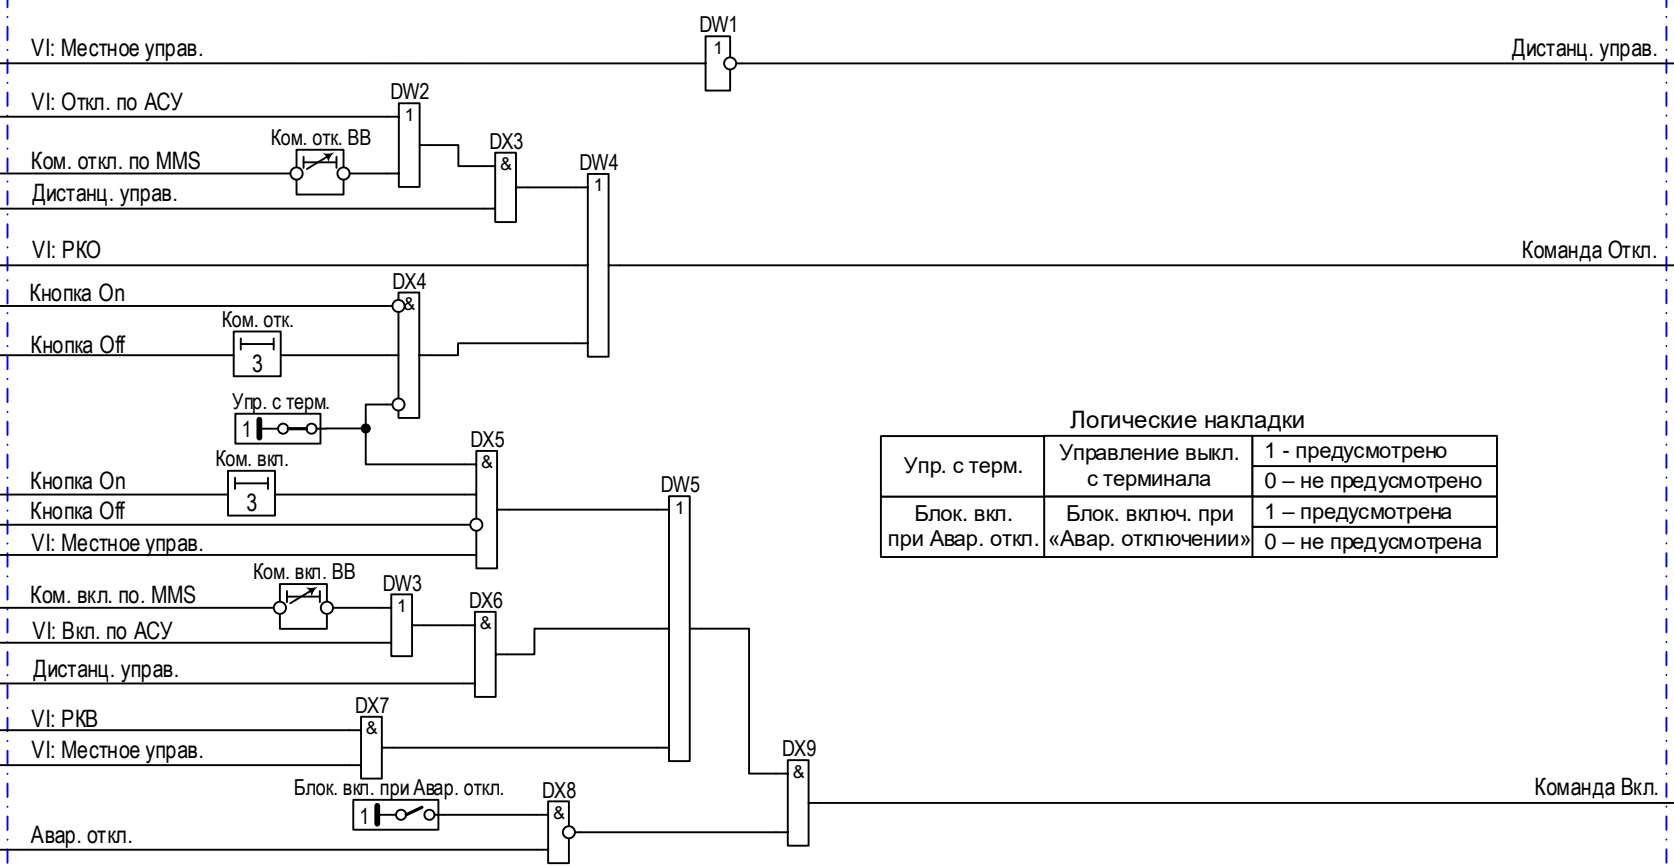 DW1
VI: Местное управ.
1
Дистанц. управ.
VI: Откл. по АСУ
DW2
1
Ком. отк. ВВ
Ком. откл. по MMS
DX3
&
Дистанц. управ.
DW4
1
VI: РКО
Команда Откл.
Кнопка On
DX4
&
Ком. отк.
Кнопка Off
3
Упр. с терм.
1
DX5
&
Ком. вкл.
Кнопка On
3
Кнопка Off
VI: Местное управ.
DW5
1
Ком. вкл. ВВ
Ком. вкл. по. MMS
DW3
1
DX6
&
VI: Вкл. по АСУ
Дистанц. управ.
DX7
&
VI: РКВ
VI: Местное управ.
DX9
&
Блок. вкл. при Авар. откл.
1
DX8
&
Команда Вкл.
Авар. откл.
Логические накладки
Упр. с терм.
Управление выкл.
с терминала
1 - предусмотрено
0 – не предусмотрено
Блок. вкл.
при Авар. откл.
Блок. включ. при
«Авар. отключении»
1 – предусмотрена
0 – не предусмотрена